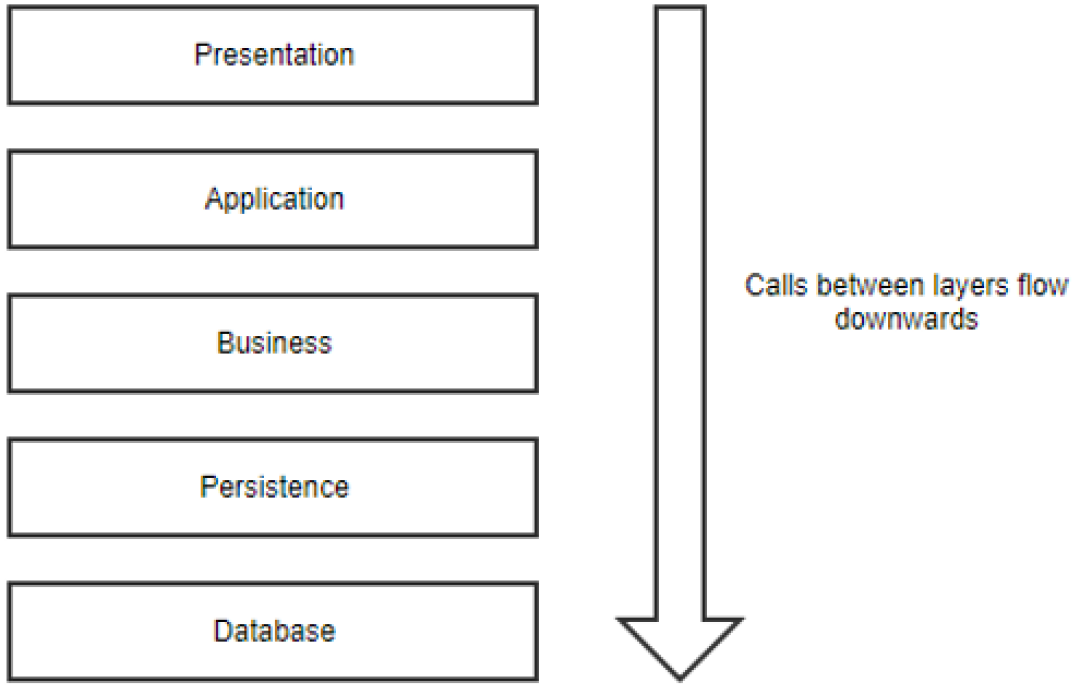 Presentation
Application
Calls between layers flow
downwards
Business
Persistence
Database